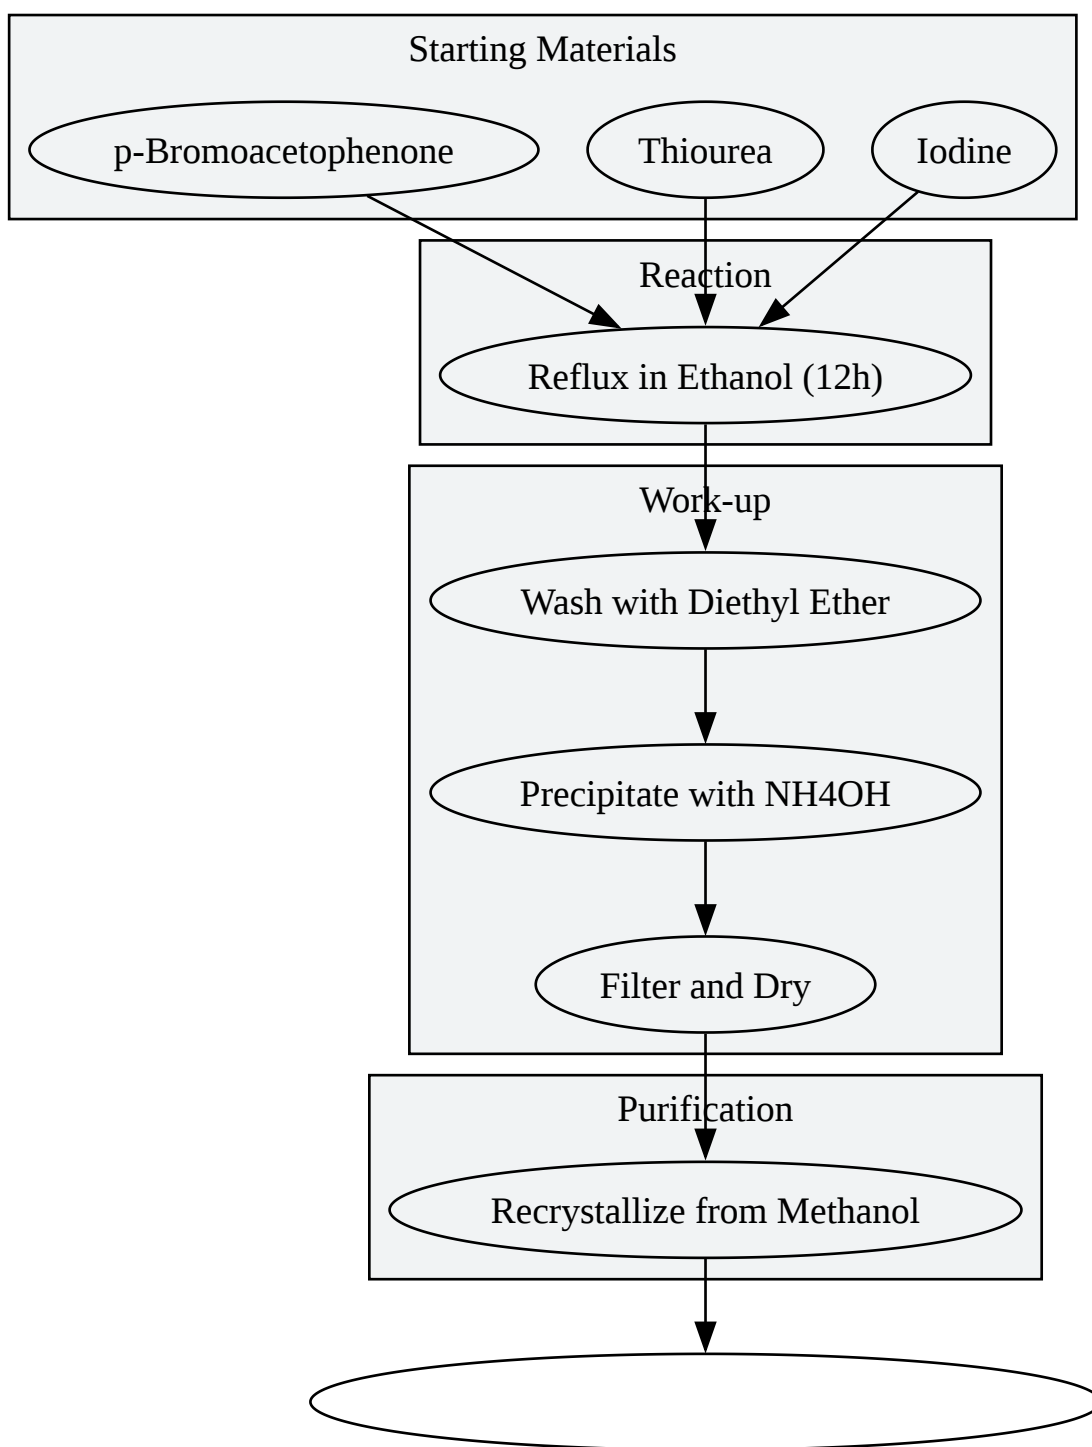 Starting Materials
p-Bromoacetophenone
Thiourea
Iodine
Reaction
Reflux in Ethanol (12h)
Work-up
Wash with Diethyl Ether
Precipitate with NH4OH
Filter and Dry
Purification
Recrystallize from Methanol